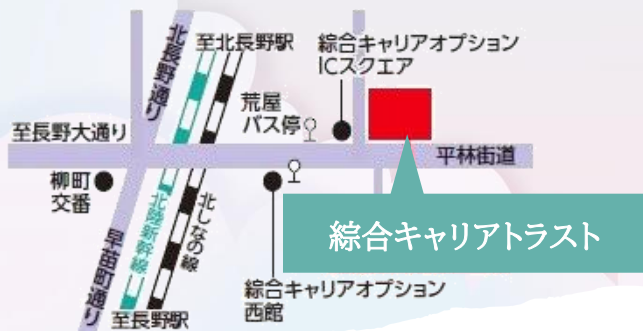 北長野通り
至北長野駅
綜合キャリアオプション
ICスクエア
荒屋
バス停
至長野大通り
平林街道
柳町
交番
北陸新幹線
北しなの線
綜合キャリアトラスト
早苗町通り
綜合キャリアオプション
西館
至長野駅